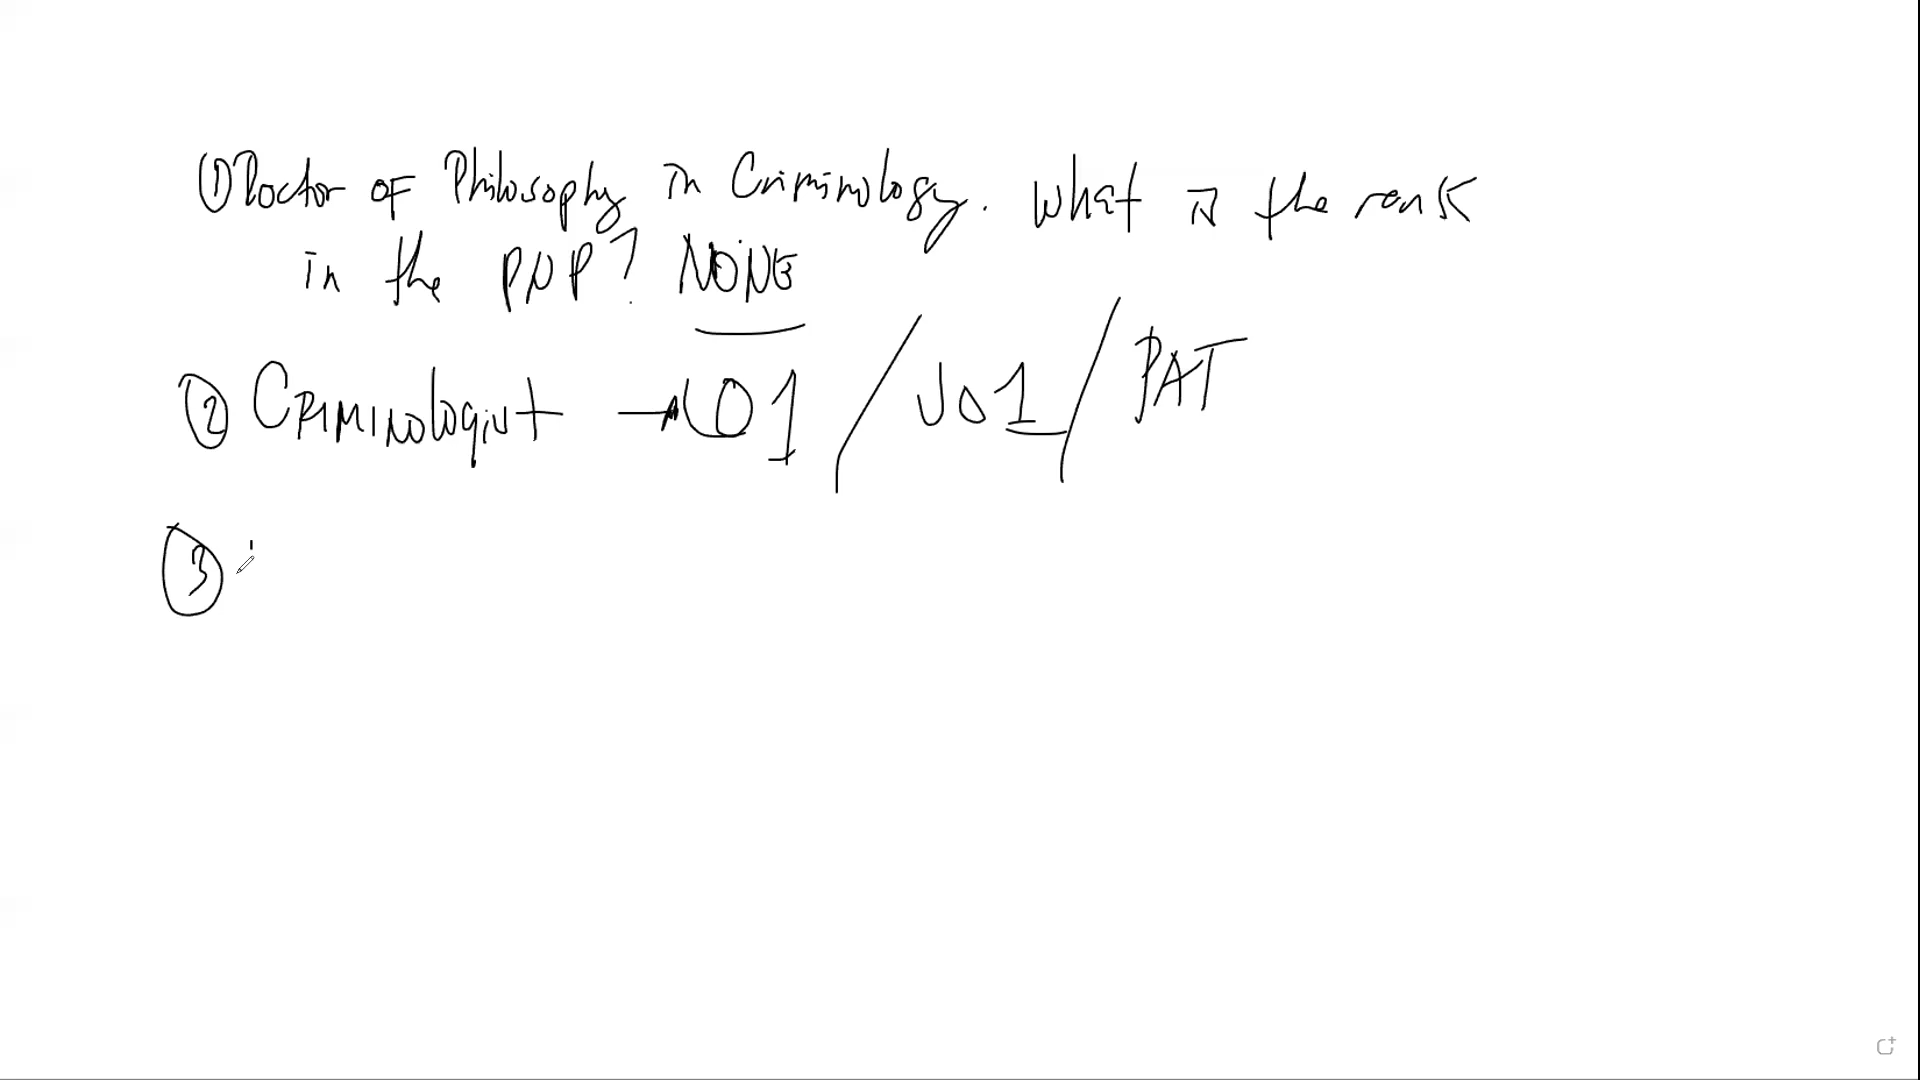 ① Doctor of Philosophy in Criminology. What is the rank
in the PNP? NONE
② CRIMINologist → UO1 / JO1 / PAT
③